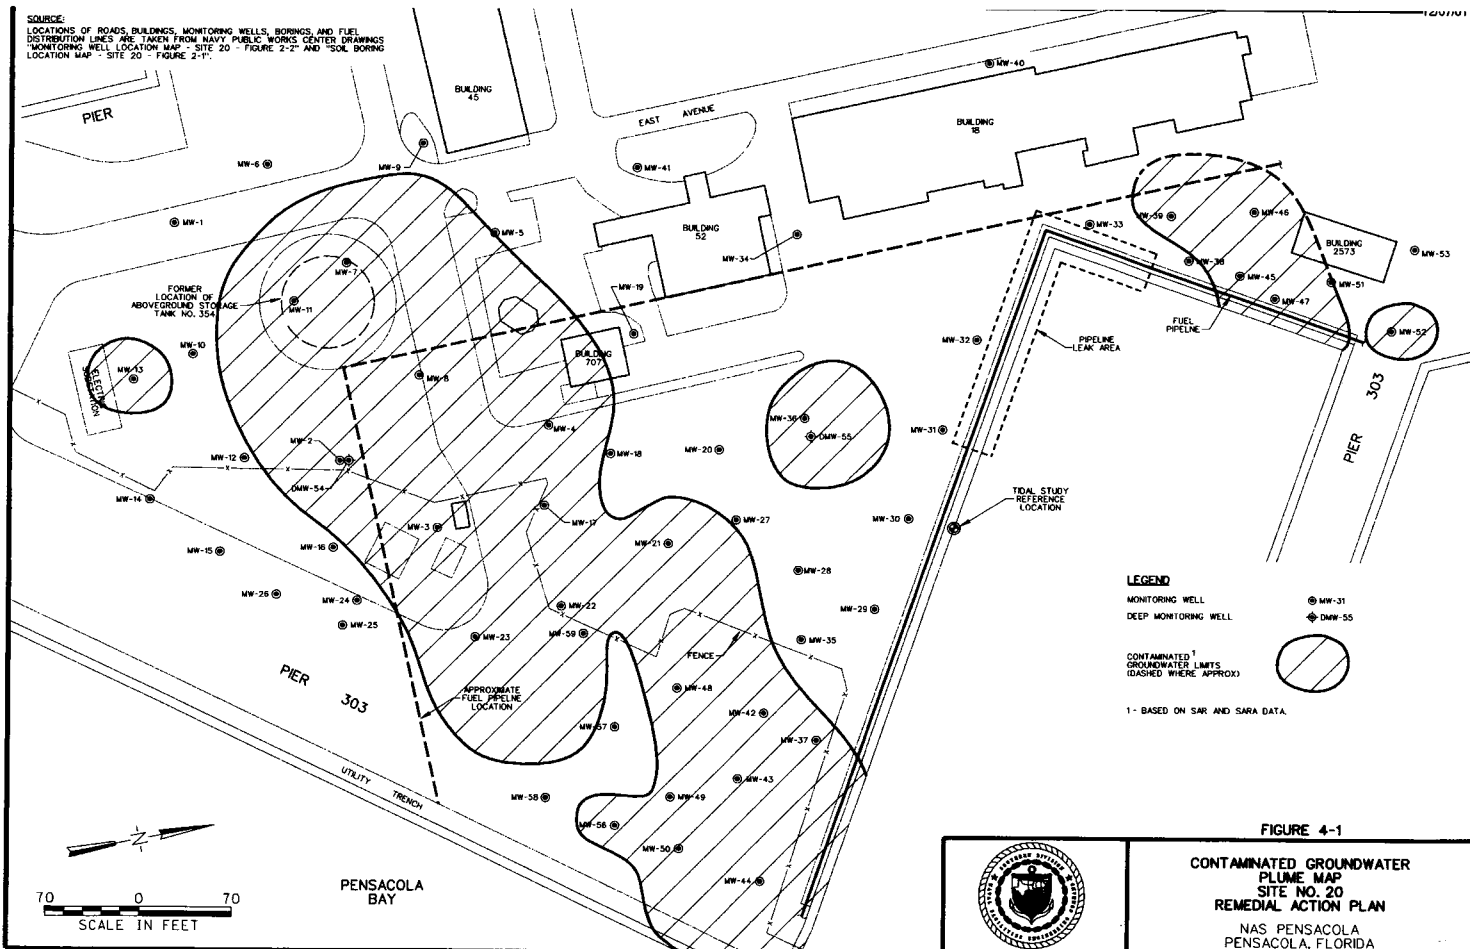 SOURCE:
LOCATIONS OF ROADS, BUILDINGS, MONITORING WELLS, BORINGS, AND FUEL
DISTRIBUTION LINES ARE TAKEN FROM NAVY PUBLIC WORKS CENTER DRAWINGS
"MONITORING WELL LOCATION MAP - SITE 20 - FIGURE 2-2" AND "SOIL BORING
LOCATION MAP - SITE 20 - FIGURE 2-1".
PIER
BUILDING
45
EAST AVENUE
MW-40
BUILDING
18
MW-6
MW-9
MW-41
MW-1
MW-5
BUILDING
52
MW-34
MW-33
MW-39
MW-46
BUILDING
2573
MW-53
MW-7
MW-38
MW-45
MW-51
MW-47
FORMER
LOCATION OF
ABOVEGROUND STORAGE
TANK NO. 354
MW-11
MW-19
FUEL
PIPELINE
PIPELINE
LEAK AREA
MW-32
MW-52
MW-10
BUILDING
707
MW-13
ELECTRIC
SUBSTATION
MW-8
PIER 303
MW-36
DMW-55
MW-4
MW-31
MW-2
MW-12
DMW-54
MW-18
MW-20
MW-14
MW-17
MW-27
MW-30
TIDAL STUDY
REFERENCE
LOCATION
MW-3
MW-21
MW-15
MW-16
MW-28
MW-26
MW-24
MW-22
MW-29
MW-25
MW-23
MW-59
MW-35
FENCE
PIER 303
APPROXIMATE
FUEL PIPELINE
LOCATION
MW-48
MW-42
MW-57
MW-37
MW-43
UTILITY TRENCH
MW-58
MW-49
MW-56
MW-50
MW-44
LEGEND
MONITORING WELL MW-31
DEEP MONITORING WELL DMW-55
CONTAMINATED 1
GROUNDWATER LIMITS
(DASHED WHERE APPROX)
1 - BASED ON SAR AND SARA DATA.
N
70 0 70
SCALE IN FEET
PENSACOLA
BAY
FIGURE 4-1
CONTAMINATED GROUNDWATER
PLUME MAP
SITE NO. 20
REMEDIAL ACTION PLAN
NAS PENSACOLA
PENSACOLA, FLORIDA